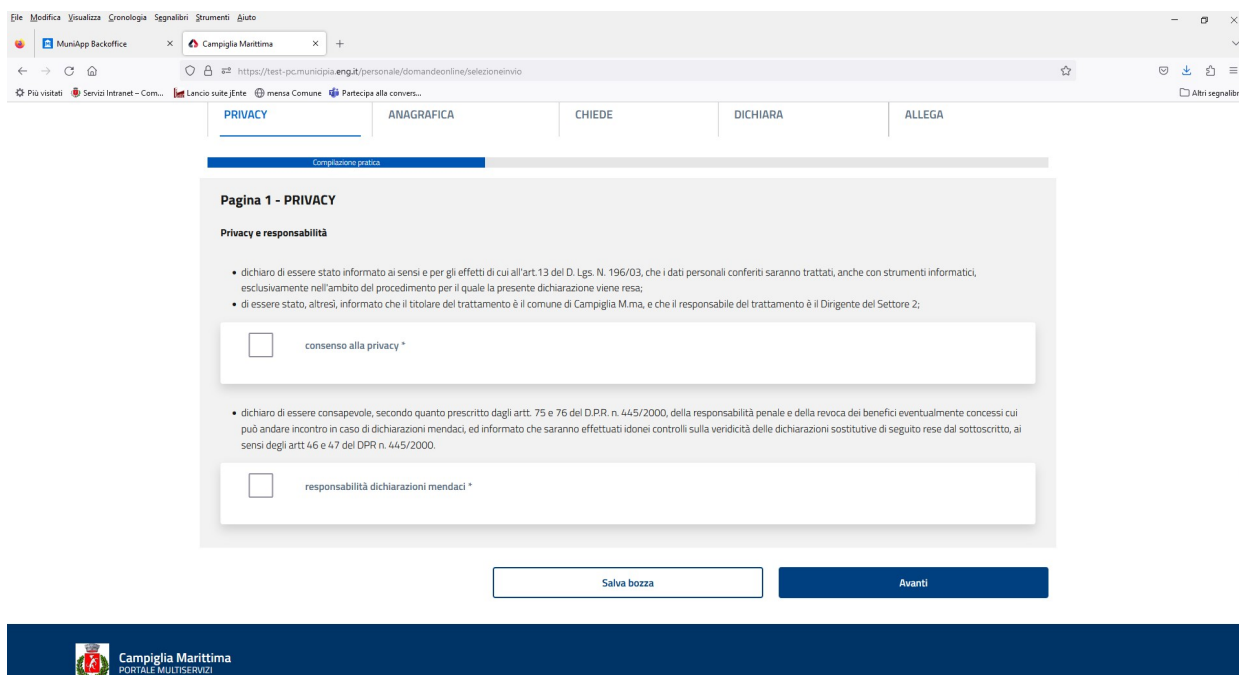 File Modifica Visualizza Cronologia Segnalibri Strumenti Aiuto
MuniApp Backoffice
Campiglia Marittima
https://test-pc.municipia.eng.it/personale/domandeonline/selezioneinvio
Più visitati Servizi Intranet – Com... Lancio suite jEnte mensa Comune Partecipa alla convers... Altri segnalibri
PRIVACY ANAGRAFICA CHIEDE DICHIARA ALLEGA
Compilazione pratica
Pagina 1 - PRIVACY
Privacy e responsabilità
• dichiaro di essere stato informato ai sensi e per gli effetti di cui all'art.13 del D. Lgs. N. 196/03, che i dati personali conferiti saranno trattati, anche con strumenti informatici,
esclusivamente nell'ambito del procedimento per il quale la presente dichiarazione viene resa;
• di essere stato, altresì, informato che il titolare del trattamento è il comune di Campiglia M.ma, e che il responsabile del trattamento è il Dirigente del Settore 2;
consenso alla privacy *
• dichiaro di essere consapevole, secondo quanto prescritto dagli artt. 75 e 76 del D.P.R. n. 445/2000, della responsabilità penale e della revoca dei benefici eventualmente concessi cui
può andare incontro in caso di dichiarazioni mendaci, ed informato che saranno effettuati idonei controlli sulla veridicità delle dichiarazioni sostitutive di seguito rese dal sottoscritto, ai
sensi degli artt 46 e 47 del DPR n. 445/2000.
responsabilità dichiarazioni mendaci *
Salva bozza Avanti
Campiglia Marittima
PORTALE MULTISERVIZI